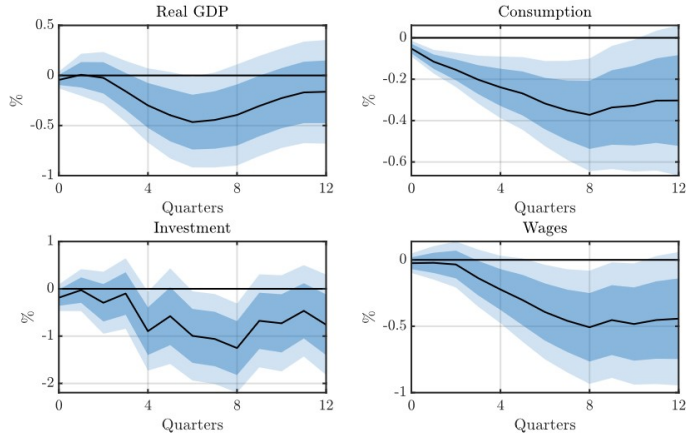 Real GDP
0.5
0
-0.5
-1
%
0 4 8 12
Quarters
Consumption
0
-0.2
-0.4
-0.6
%
0 4 8 12
Quarters
Investment
1
0
-1
-2
%
0 4 8 12
Quarters
Wages
0
-0.5
-1
%
0 4 8 12
Quarters